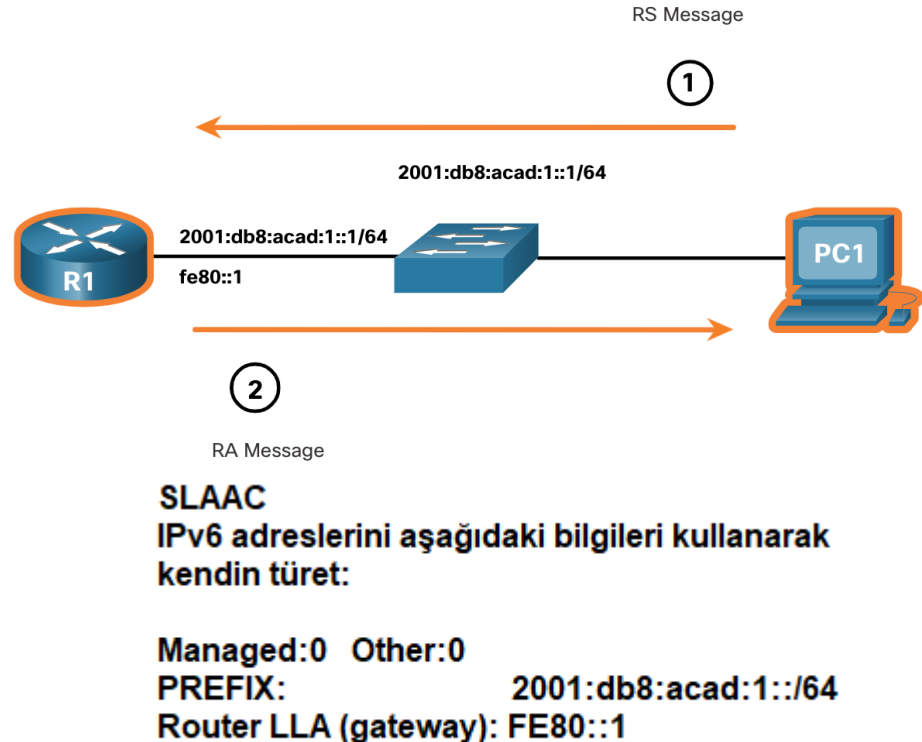 RS Message
1
2001:db8:acad:1::1/64
2001:db8:acad:1::1/64
R1
fe80::1
PC1
2
RA Message
SLAAC
IPv6 adreslerini aşağıdaki bilgileri kullanarak
kendin türet:
Managed:0 Other:0
PREFIX: 2001:db8:acad:1::/64
Router LLA (gateway): FE80::1